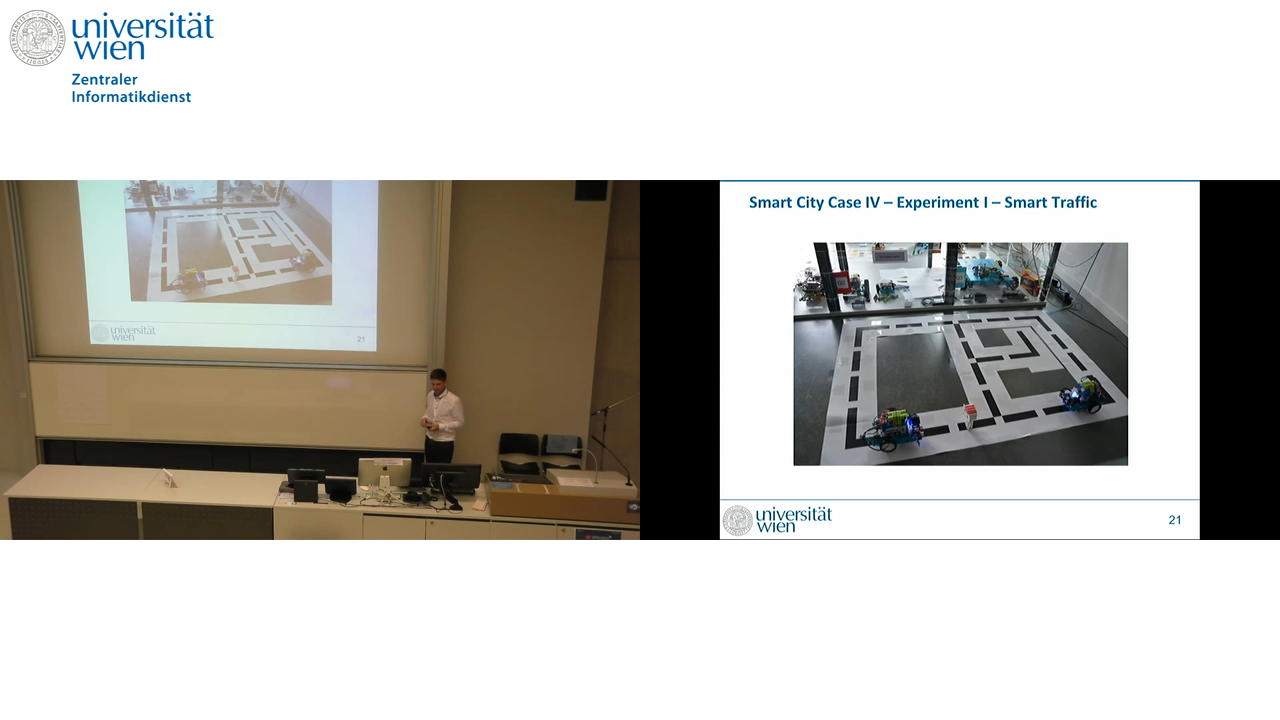 universität
wien
Zentraler
Informatikdienst
universität
wien
21
Smart City Case IV – Experiment I – Smart Traffic
universität
wien
21